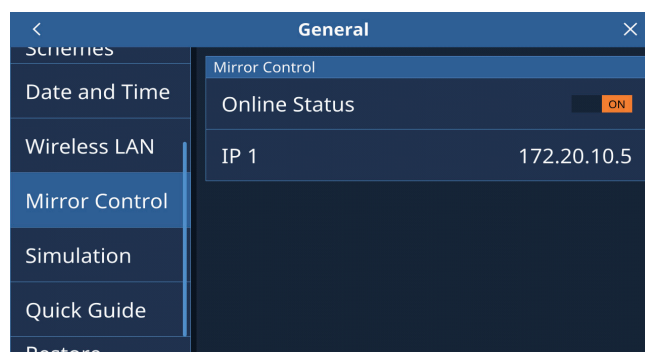 General
Schemes
Date and Time
Wireless LAN
Mirror Control
Simulation
Quick Guide
Restore
Mirror Control
Online Status ON
IP 1 172.20.10.5